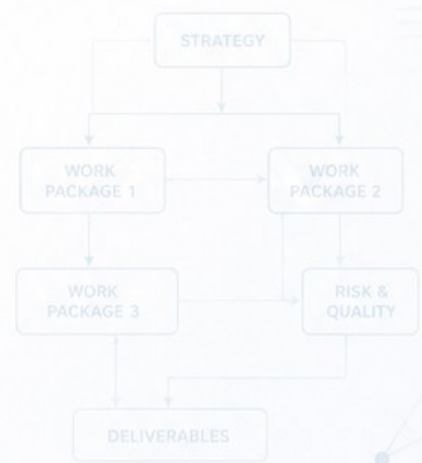 STRATEGY
WORK
PACKAGE 1
WORK
PACKAGE 2
WORK
PACKAGE 3
RISK &
QUALITY
DELIVERABLES